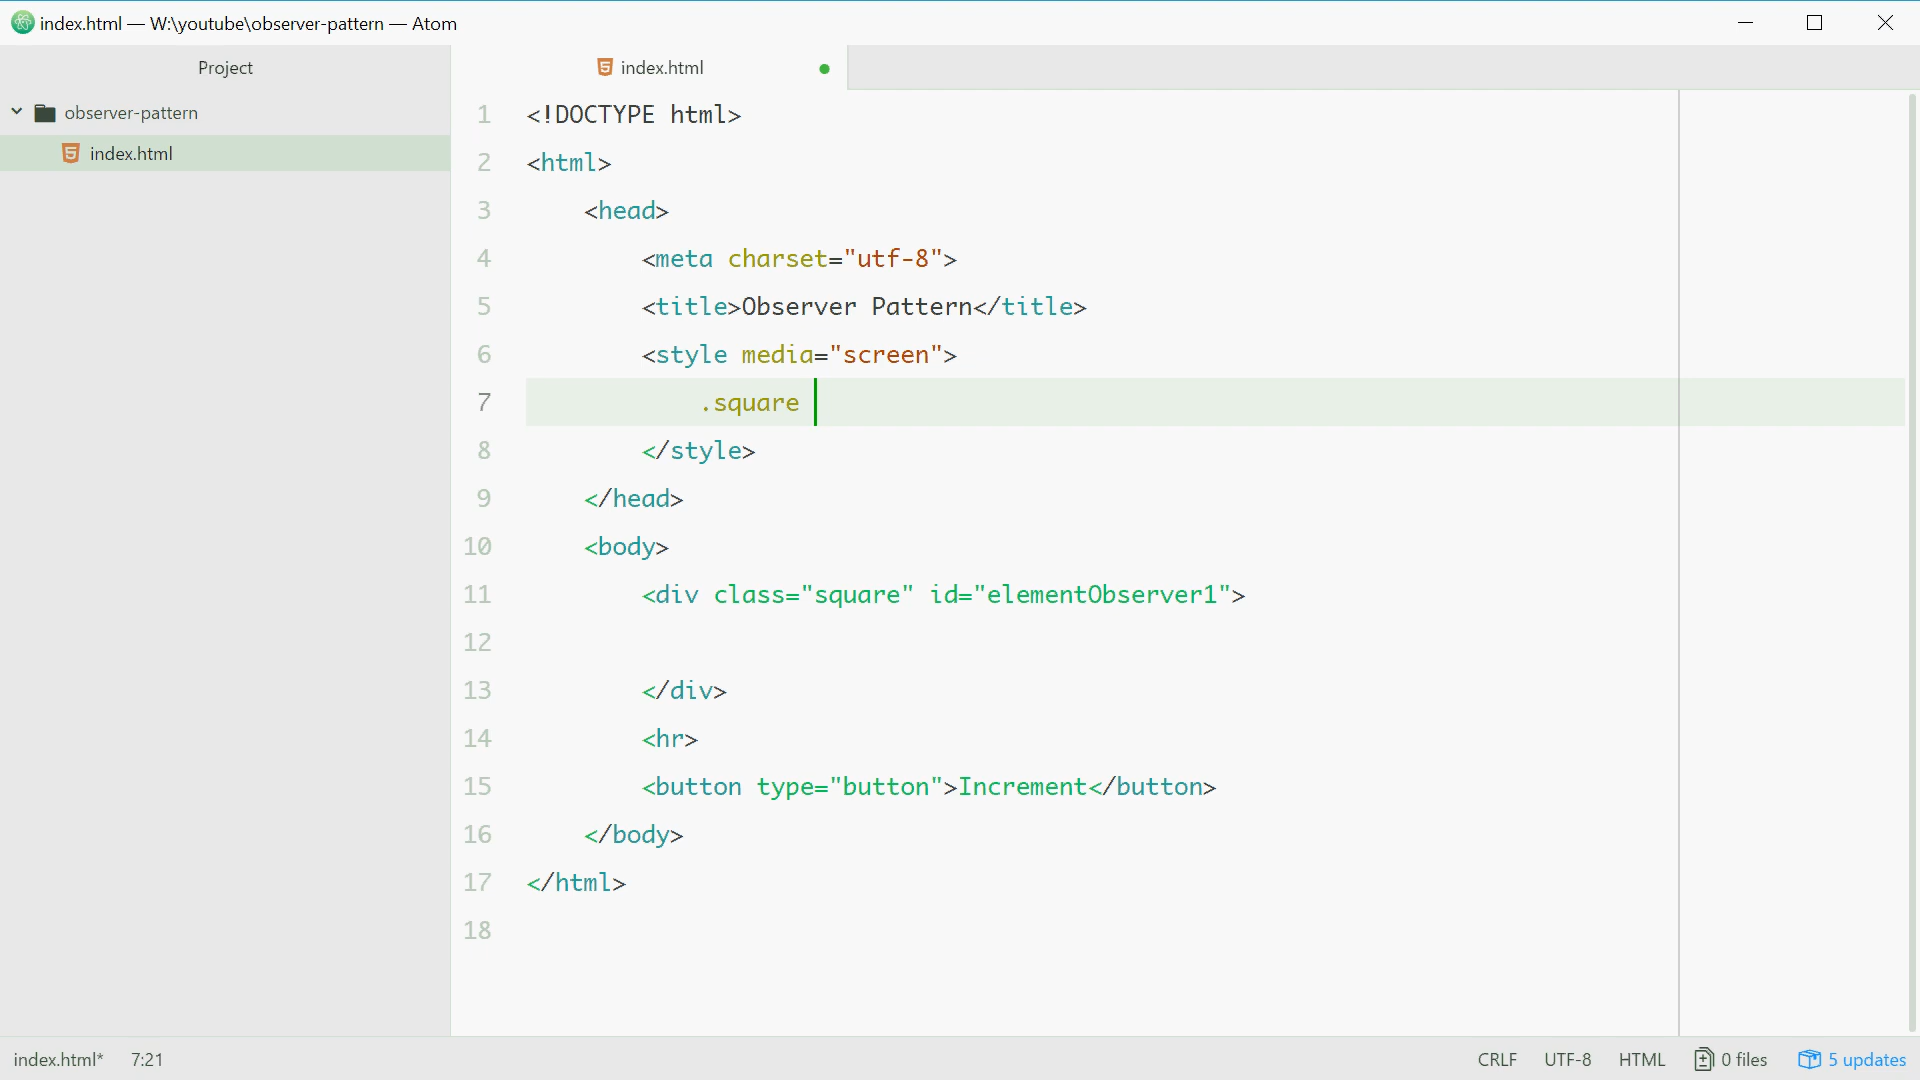 index.html — W:\youtube\observer-pattern — Atom
Project
observer-pattern
index.html
index.html
1 <!DOCTYPE html>
2 <html>
3 <head>
4 <meta charset="utf-8">
5 <title>Observer Pattern</title>
6 <style media="screen">
7 .square
8 </style>
9 </head>
10 <body>
11 <div class="square" id="elementObserver1">
12
13 </div>
14 <hr>
15 <button type="button">Increment</button>
16 </body>
17 </html>
18
index.html* 7:21 CRLF UTF-8 HTML 0 files 5 updates